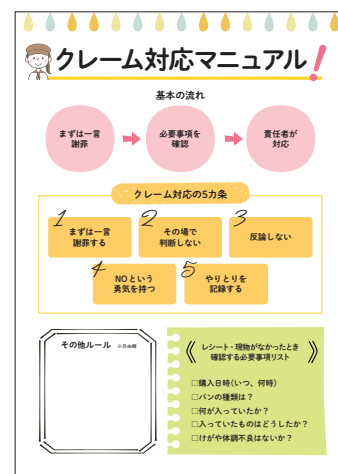 クレーム対応マニュアル!
基本の流れ
まずは一言
謝罪
必要事項を
確認
責任者が
対応
クレーム対応の5カ条
1
まずは一言
謝罪する
2
その場で
判断しない
3
反論しない
4
NOという
勇気を持つ
5
やりとりを
記録する
その他ルール ※自由欄
《レシート・現物がなかったとき
確認する必要事項リスト》
□購入日時(いつ、何時)
□パンの種類は?
□何が入っていたか?
□入っていたものはどうしたか?
□けがや体調不良はないか?